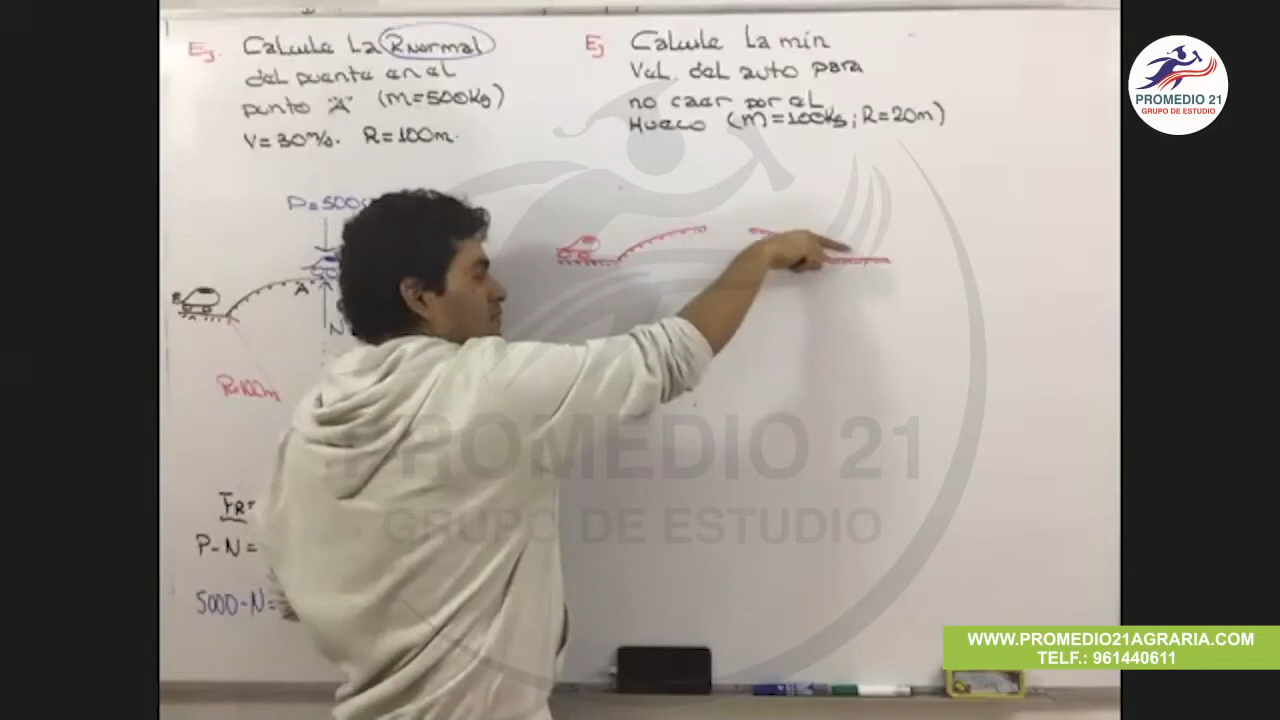 Ej. Calcule La Rnormal
del puente en el
punto "A" (m=500Kg)
V=30m/s. R=100m.
P=500
A
N
R=100m
FR=
P-N=
5000-N=
Ej Calcule La min
Vel. del auto para
no caer por el
Hueco (m=100Kg; R=20m)
PROMEDIO 21
GRUPO DE ESTUDIO
PROMEDIO 21
GRUPO DE ESTUDIO
WWW.PROMEDIO21AGRARIA.COM
TELF.: 961440611